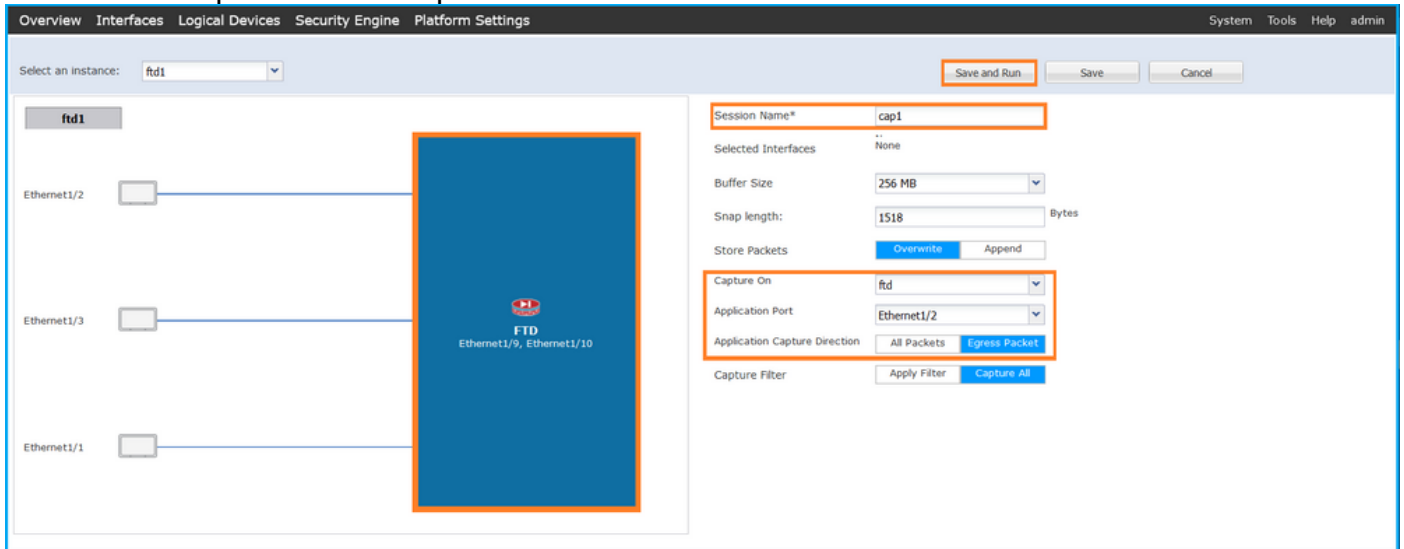 Overview Interfaces Logical Devices Security Engine Platform Settings System Tools Help admin
Select an instance: ftd1 Save and Run Save Cancel
ftd1
Ethernet1/2
Ethernet1/3
Ethernet1/1
FTD
Ethernet1/9, Ethernet1/10
Session Name* cap1
Selected Interfaces None
Buffer Size 256 MB
Snap length: 1518 Bytes
Store Packets Overwrite Append
Capture On ftd
Application Port Ethernet1/2
Application Capture Direction All Packets Egress Packet
Capture Filter Apply Filter Capture All